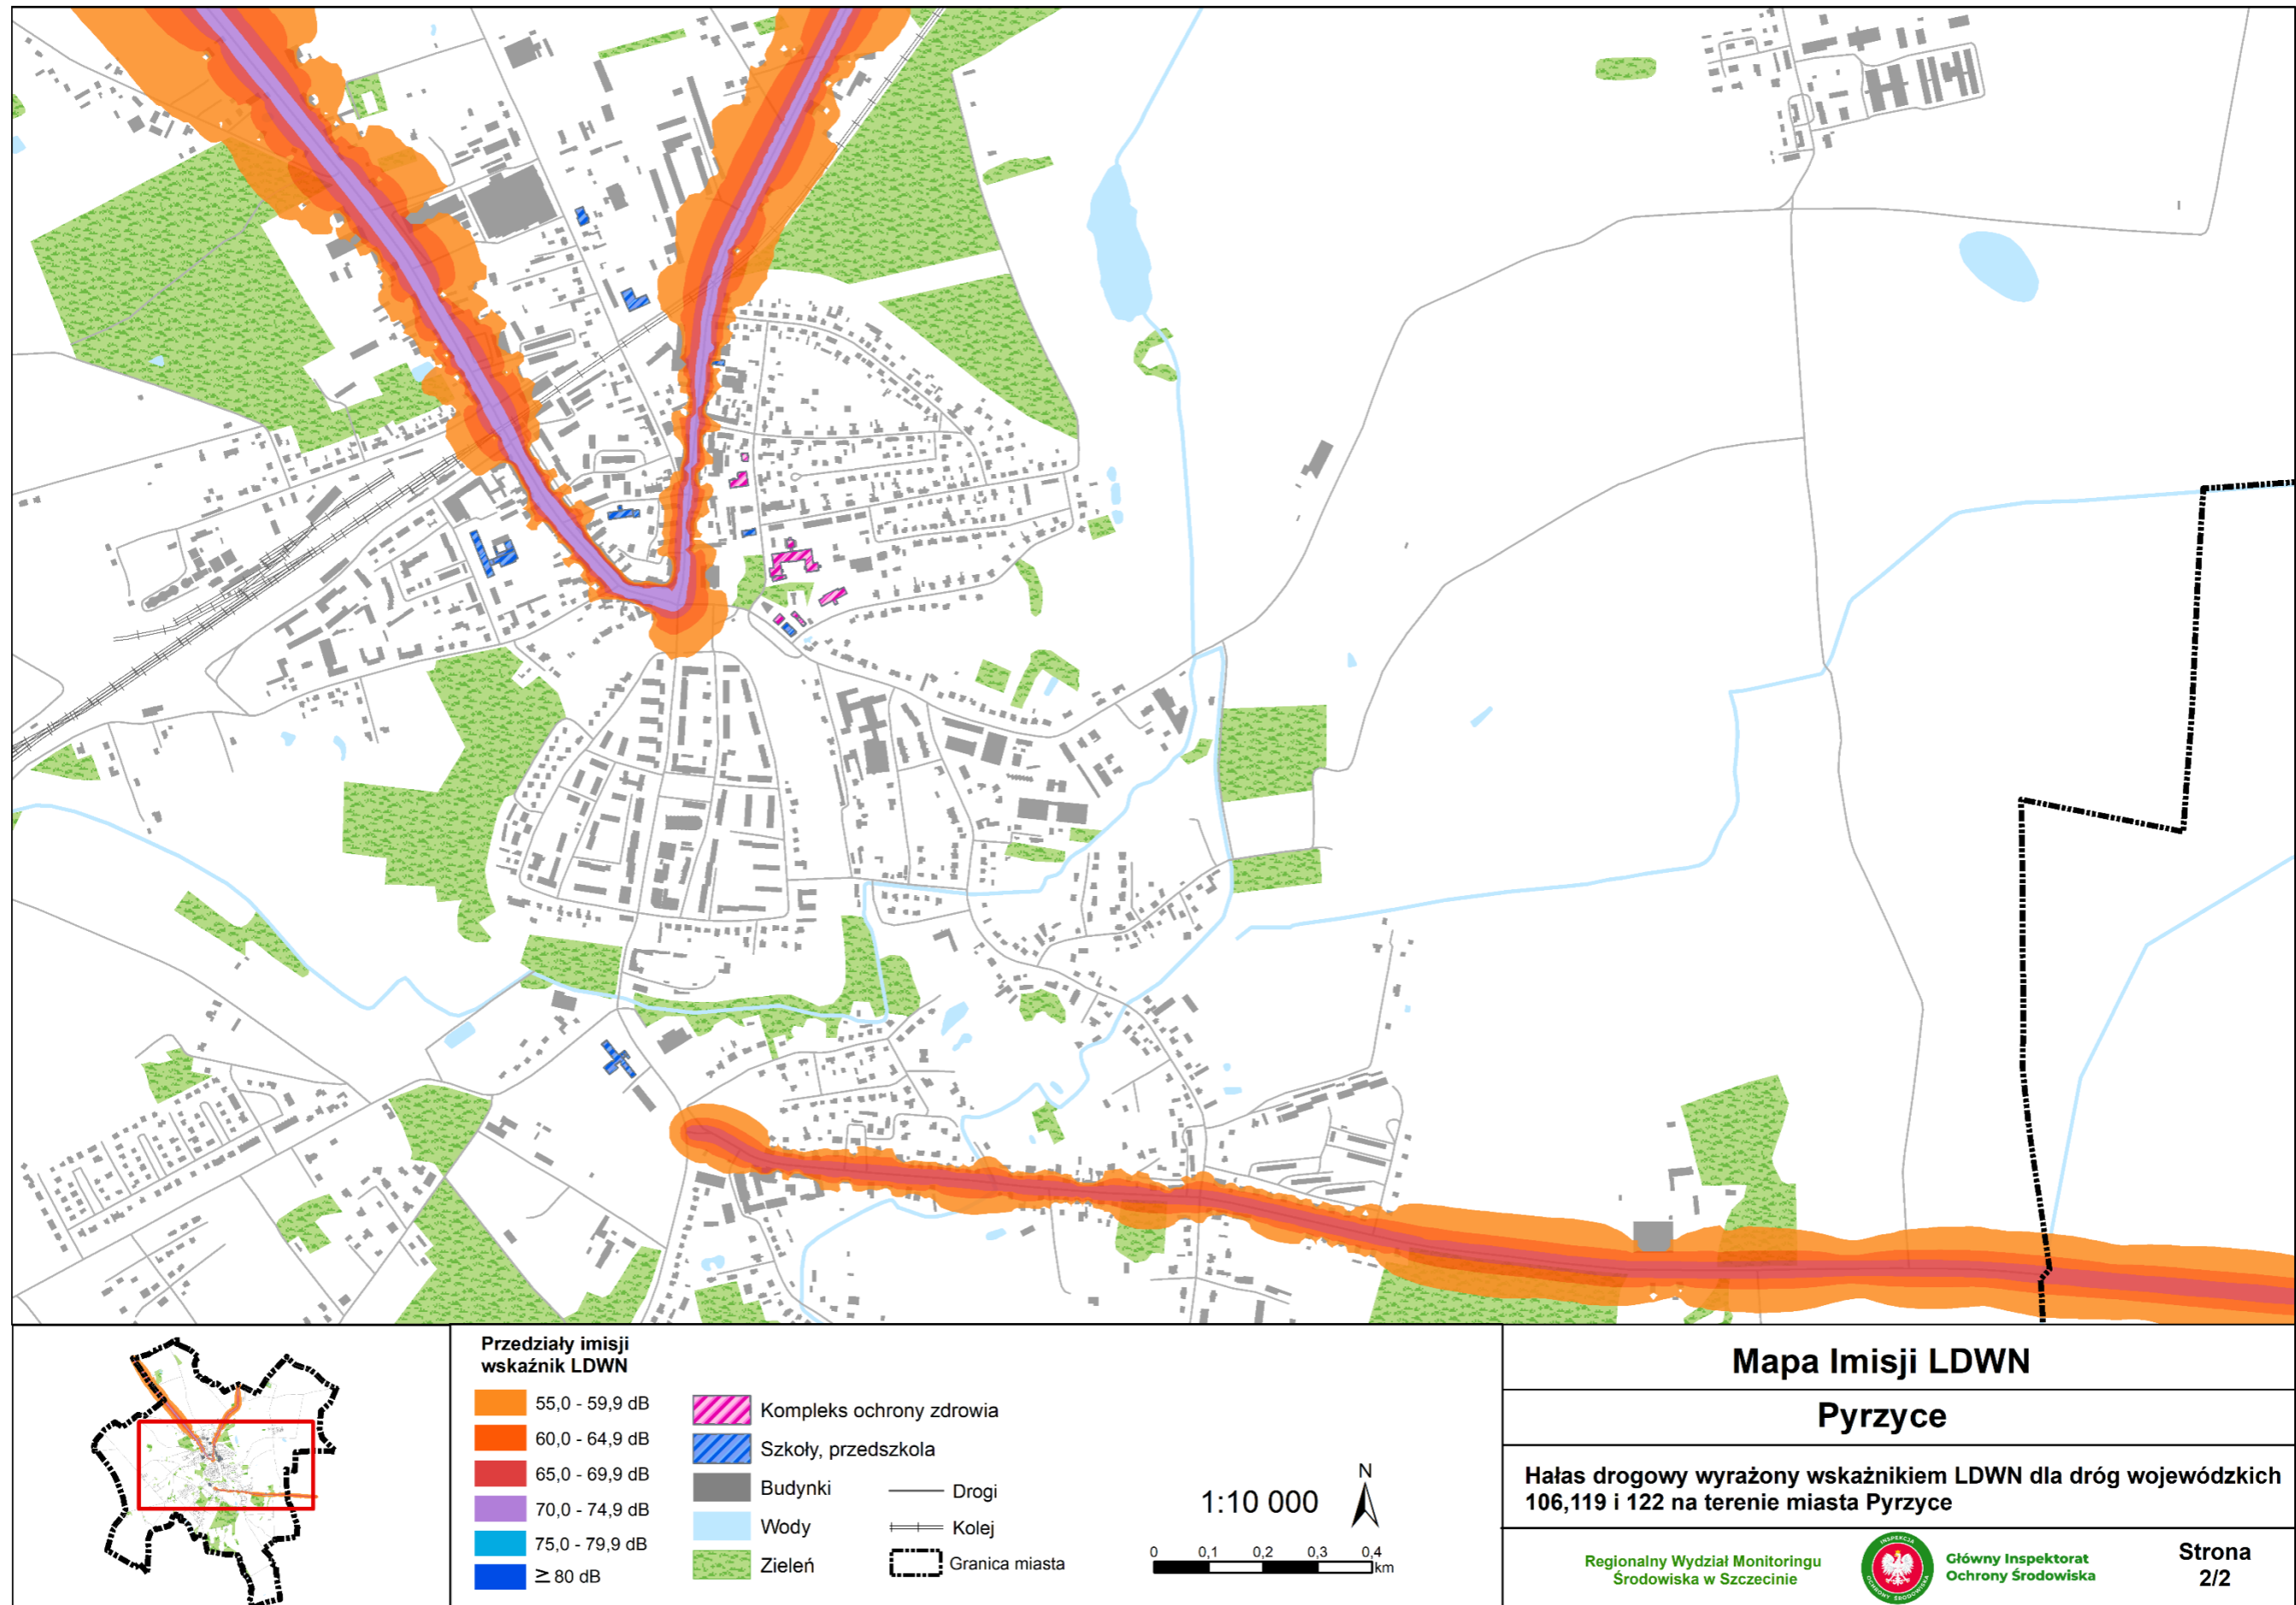 Przedziały imisji
wskaźnik LDWN
55,0 - 59,9 dB
60,0 - 64,9 dB
65,0 - 69,9 dB
70,0 - 74,9 dB
75,0 - 79,9 dB
≥ 80 dB
Kompleks ochrony zdrowia
Szkoły, przedszkola
Budynki
Wody
Zieleń
Drogi
Kolej
Granica miasta
1:10 000
N
0 0,1 0,2 0,3 0,4
km
Mapa Imisji LDWN
Pyrzyce
Hałas drogowy wyrażony wskaźnikiem LDWN dla dróg wojewódzkich
106,119 i 122 na terenie miasta Pyrzyce
Regionalny Wydział Monitoringu
Środowiska w Szczecinie
INSPEKCJA
OCHRONY ŚRODOWISKA
Główny Inspektorat
Ochrony Środowiska
Strona
2/2